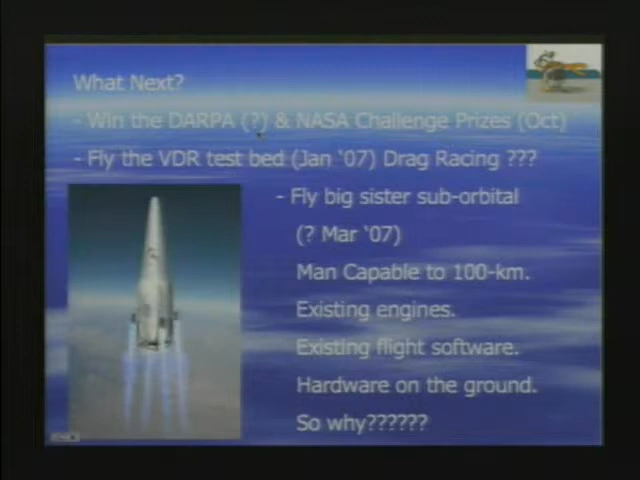 What Next?
- Win the DARPA (?) & NASA Challenge Prizes (Oct)
- Fly the VDR test bed (Jan '07) Drag Racing ???
- Fly big sister sub-orbital
(? Mar '07)
Man Capable to 100-km.
Existing engines.
Existing flight software.
Hardware on the ground.
So why??????